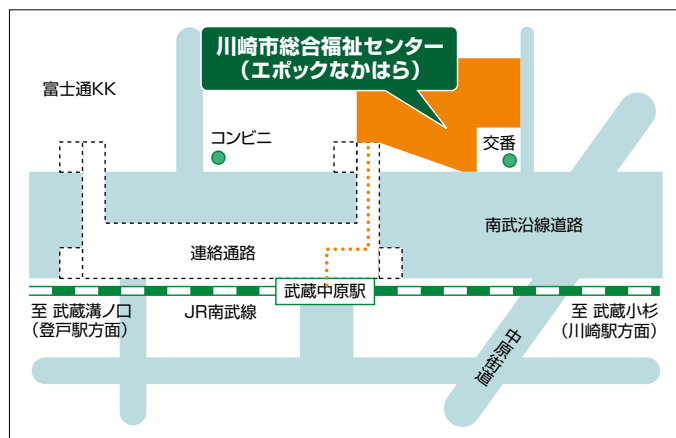 川崎市総合福祉センター
（エポックなかはら）
富士通KK
コンビニ
交番
南武沿線道路
連絡通路
武蔵中原駅
至 武蔵溝ノ口
（登戸駅方面）
JR南武線
至 武蔵小杉
（川崎駅方面）
中原街道